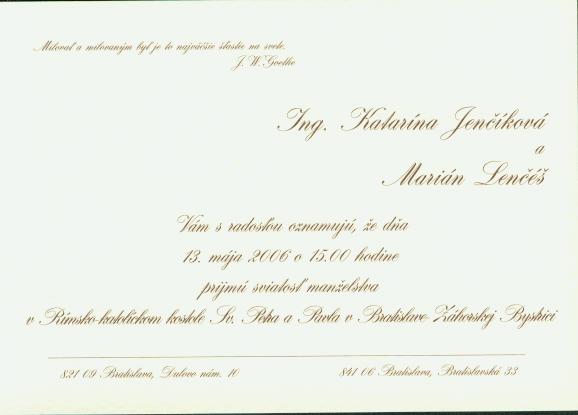 Milovať a milovaným byť je to najväčšie šťastie na svete.
J. W. Goethe
Ing. Katarína Jenčíková
a
Marián Lenčéš
Vám s radosťou oznamujú, že dňa
13. mája 2006 o 15.00 hodine
prijmú sviatosť manželstva
v Rímsko-katolíckom kostole Sv. Petra a Pavla v Bratislave-Záhorskej Bystrici
821 09 Bratislava, Dulovo nám. 10
841 06 Bratislava, Bratislavská 33